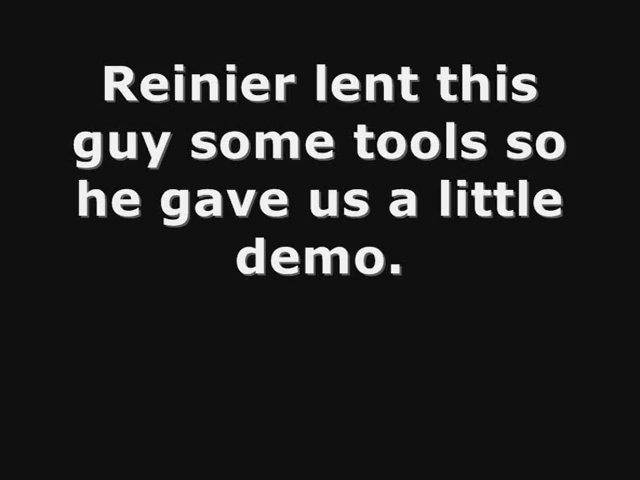 Reinier lent this
guy some tools so
he gave us a little
demo.